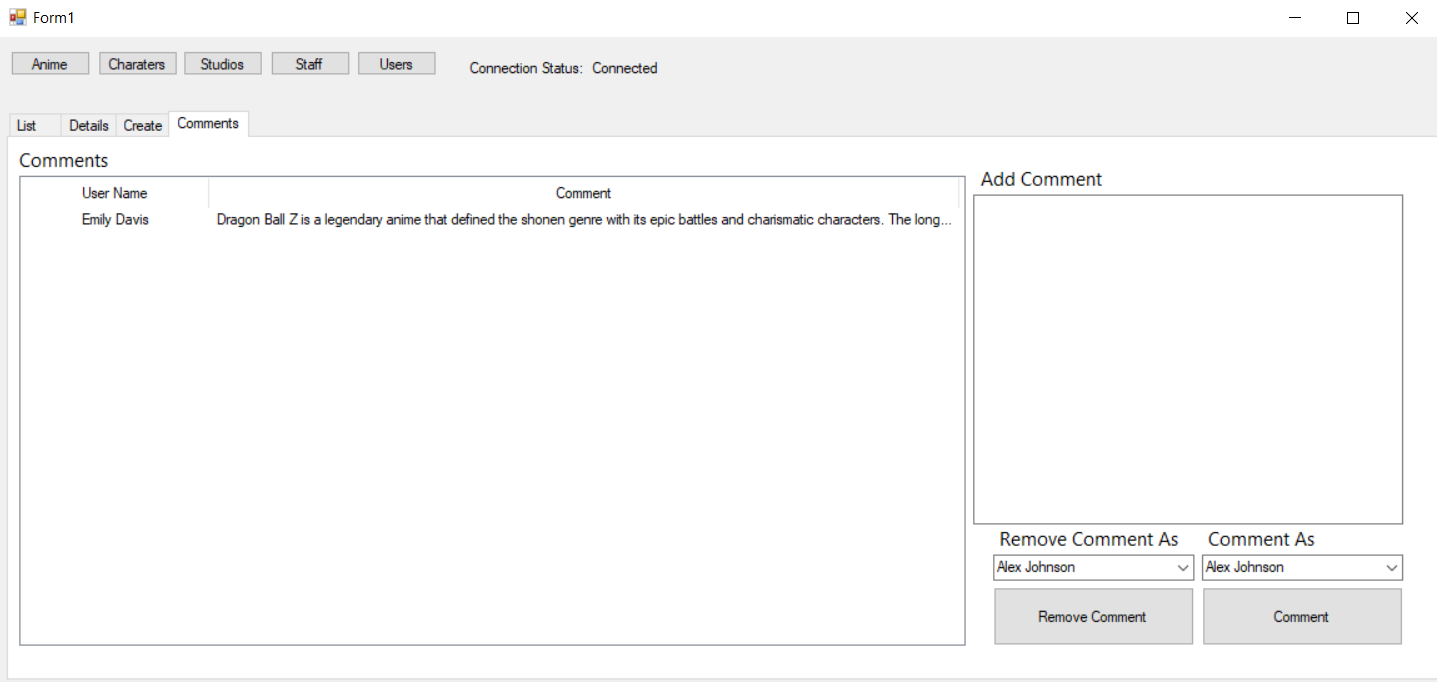 Form1
Anime Charaters Studios Staff Users Connection Status: Connected
List Details Create Comments
Comments
Add Comment
User Name Comment
Emily Davis Dragon Ball Z is a legendary anime that defined the shonen genre with its epic battles and charismatic characters. The long...
Remove Comment As Comment As
Alex Johnson Alex Johnson
Remove Comment Comment